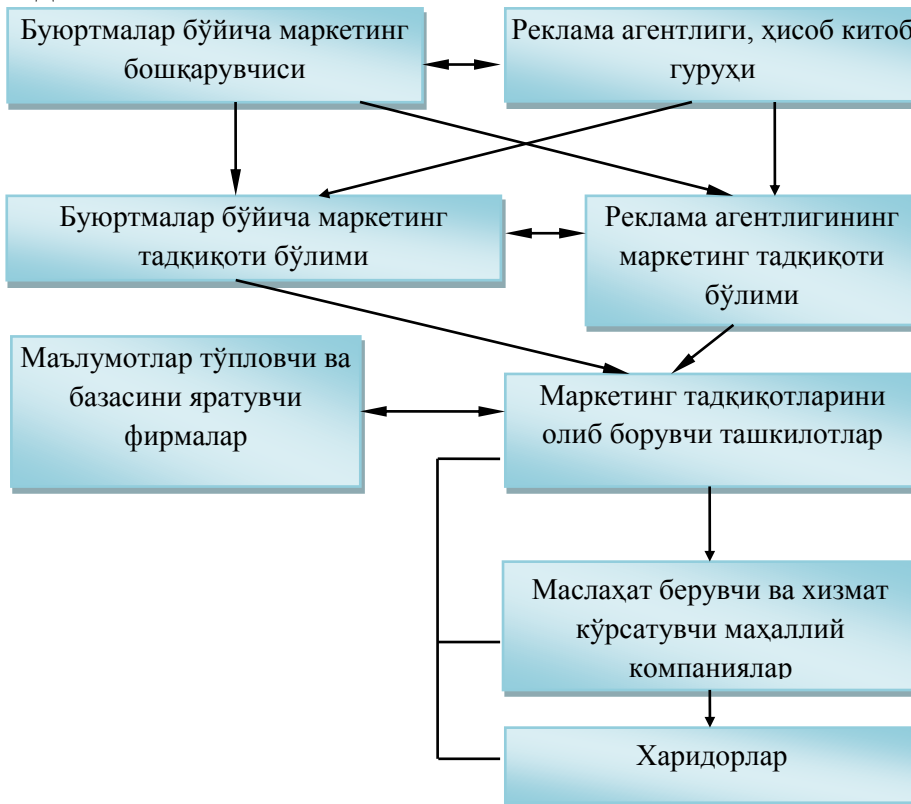 Буюртмалар бўйича маркетинг
бошқарувчиси
Реклама агентлиги, ҳисоб китоб
гуруҳи
Буюртмалар бўйича маркетинг
тадқиқоти бўлими
Реклама агентлигининг
маркетинг тадқиқоти
бўлими
Маълумотлар тўпловчи ва
базасини яратувчи
фирмалар
Маркетинг тадқиқотларини
олиб борувчи ташкилотлар
Маслаҳат берувчи ва хизмат
кўрсатувчи маҳаллий
компаниялар
Харидорлар